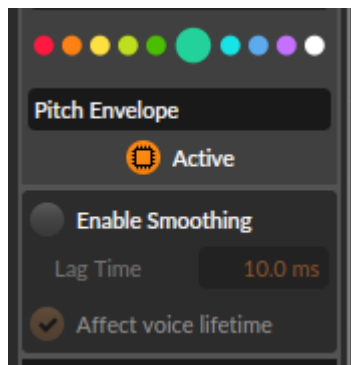 Pitch Envelope
Active
Enable Smoothing
Lag Time 10.0 ms
Affect voice lifetime